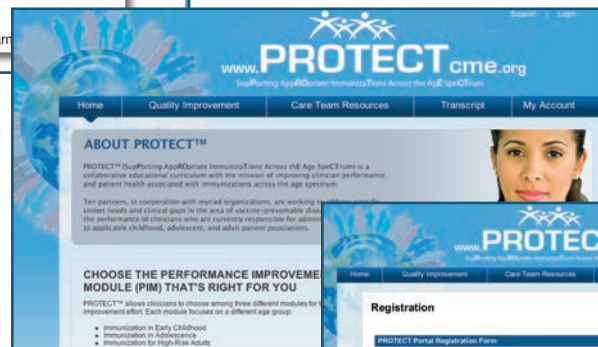 Support | Login
www.PROTECTcme.org
SupPorting AppROpriate ImmunizaTions Across the AgE SpeCTrum
Home Quality Improvement Care Team Resources Transcript My Account
ABOUT PROTECT™
PROTECT™ (SupPorting AppROpriate ImmunizaTions Across thE Age SpeCTrum) is a
collaborative educational curriculum with the mission of improving clinician performance
and patient health associated with immunizations across the age spectrum.
Ten partners, in cooperation with myriad organizations, are working to address specific
unmet needs and clinical gaps in the area of vaccine-preventable
the performance of clinicians who are currently responsible for
to applicable childhood, adolescent, and adult patient populations.
CHOOSE THE PERFORMANCE
MODULE (PIM) THAT'S RIGHT FOR YOU
PROTECT™ allows clinicians to choose among three different modules for
improvement effort. Each module focuses on a different age group:
Immunization in Early Childhood
Immunization in Adolescence
Immunization for High-Risk Adults
www.PROTEC
Home Quality Improvement Care Team Resources
Registration
PROTECT Portal Registration Form